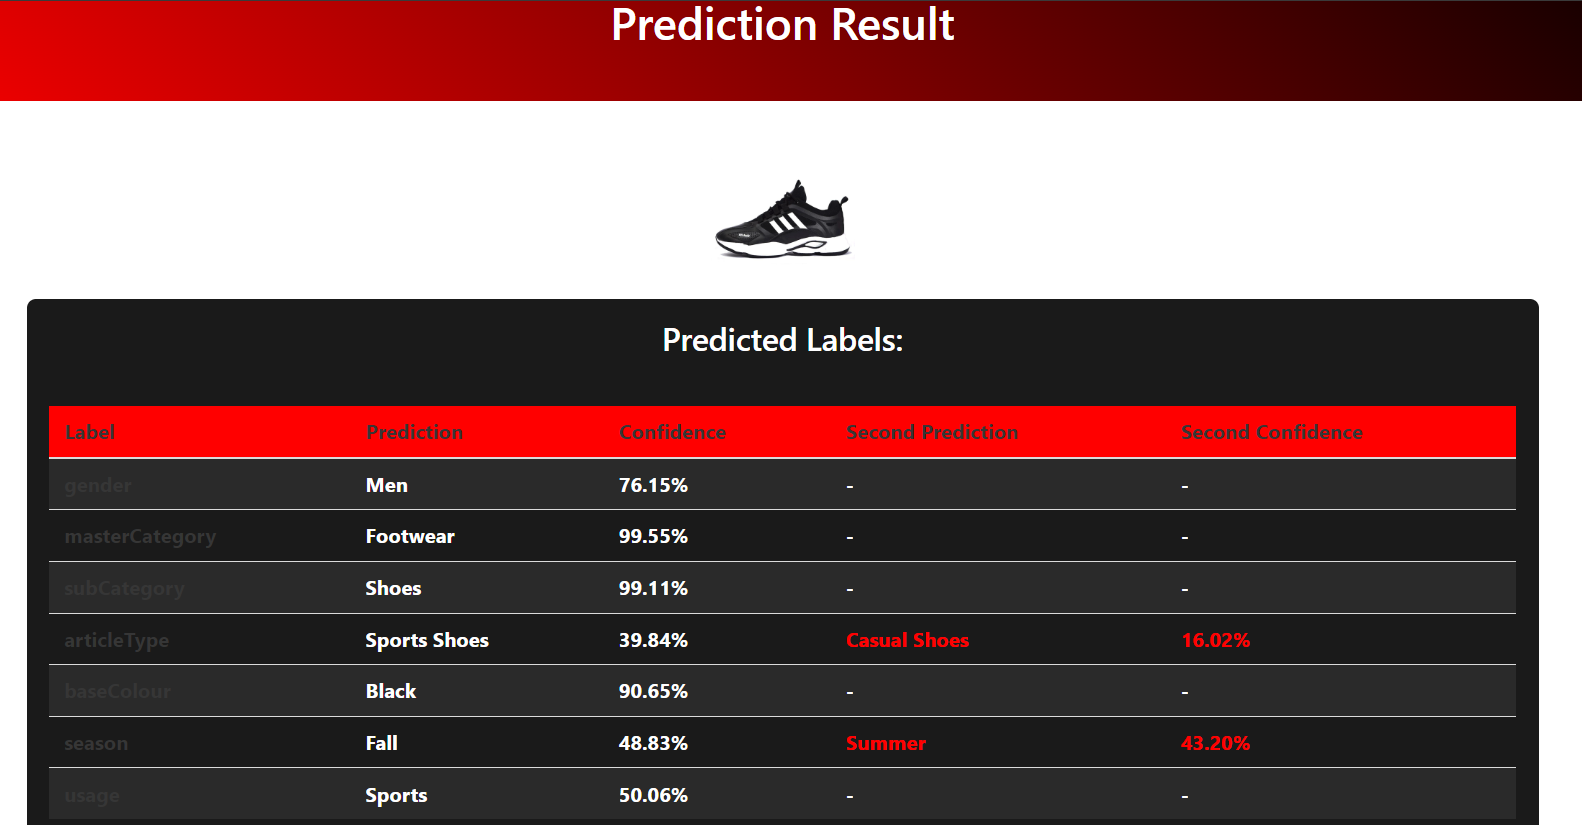 Prediction Result
Predicted Labels:
Label Prediction Confidence Second Prediction Second Confidence
gender Men 76.15% - -
masterCategory Footwear 99.55% - -
subCategory Shoes 99.11% - -
articleType Sports Shoes 39.84% Casual Shoes 16.02%
baseColour Black 90.65% - -
season Fall 48.83% Summer 43.20%
usage Sports 50.06% - -